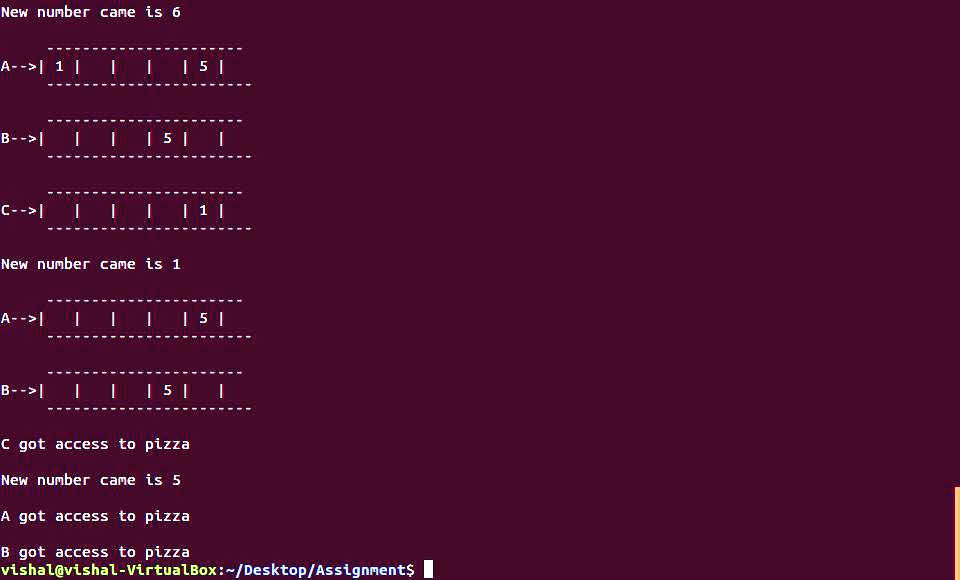 New number came is 6
     ----------------------
A-->| 1 |   |   |   | 5 |
     -----------------------
     ----------------------
B-->|   |   |   | 5 |   |
     -----------------------
     ----------------------
C-->|   |   |   |   | 1 |
     -----------------------
New number came is 1
     ----------------------
A-->|   |   |   |   | 5 |
     -----------------------
     ----------------------
B-->|   |   |   | 5 |   |
     -----------------------
C got access to pizza
New number came is 5
A got access to pizza
B got access to pizza
vishal@vishal-VirtualBox:~/Desktop/Assignment$